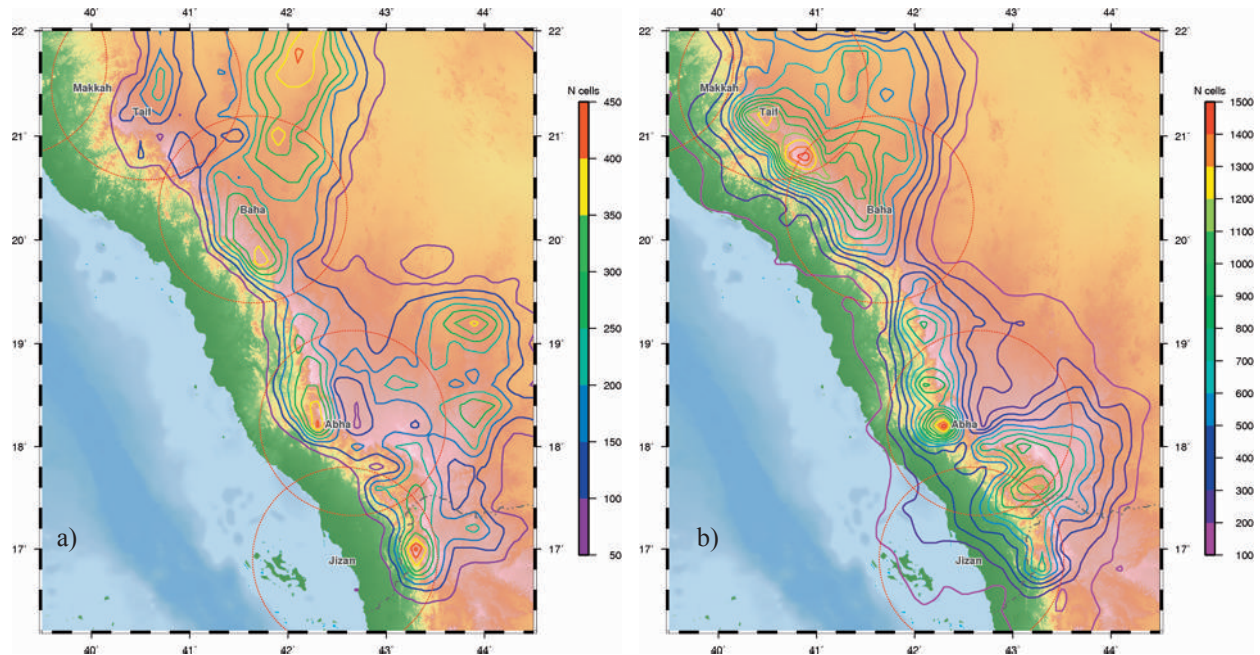 40˚ 41˚ 42˚ 43˚ 44˚
22˚ 22˚
21˚ 21˚
20˚ 20˚
19˚ 19˚
18˚ 18˚
17˚ 17˚
40˚ 41˚ 42˚ 43˚ 44˚
Makkah
Taif
Baha
Abha
Jizan
a)
N cells
450
400
350
300
250
200
150
100
50
40˚ 41˚ 42˚ 43˚ 44˚
22˚ 22˚
21˚ 21˚
20˚ 20˚
19˚ 19˚
18˚ 18˚
17˚ 17˚
40˚ 41˚ 42˚ 43˚ 44˚
Makkah
Taif
Baha
Abha
Jizan
b)
N cells
1500
1400
1300
1200
1100
1000
900
800
700
600
500
400
300
200
100